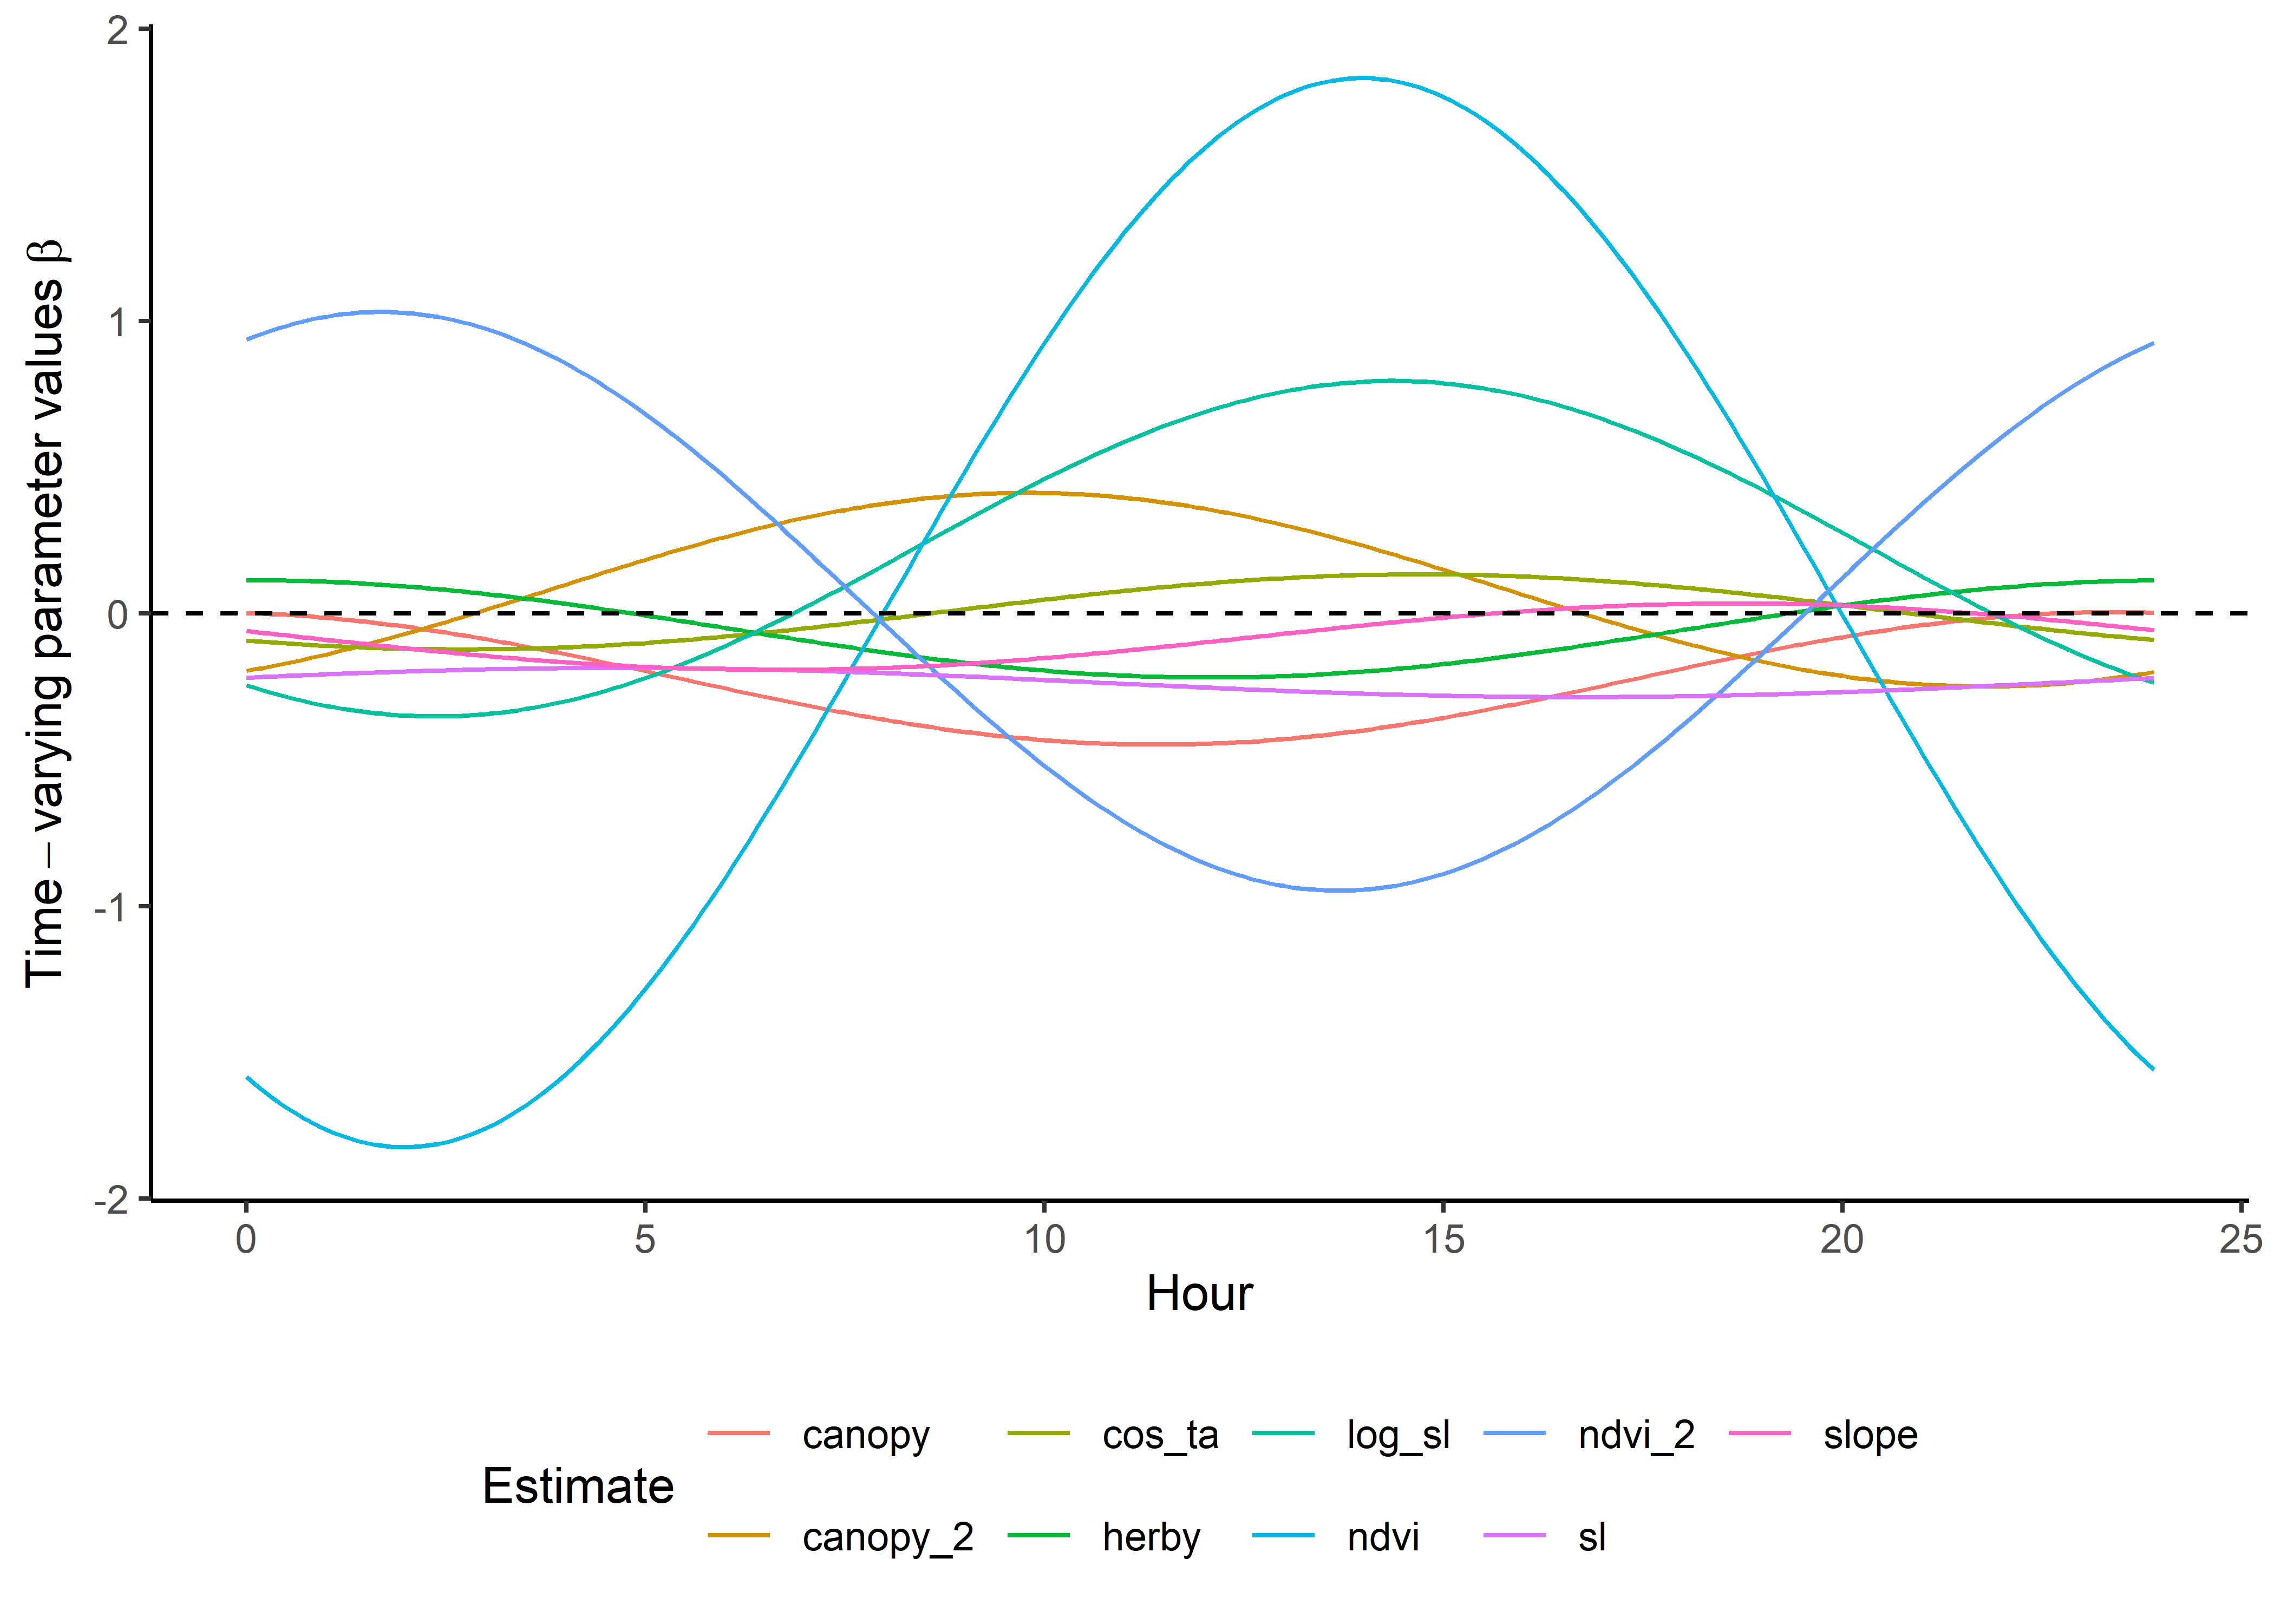 2
1
0
-1
-2
Time − varying parameter values β
0 5 10 15 20 25
Hour
Estimate
canopy cos_ta log_sl ndvi_2 slope
canopy_2 herby ndvi sl